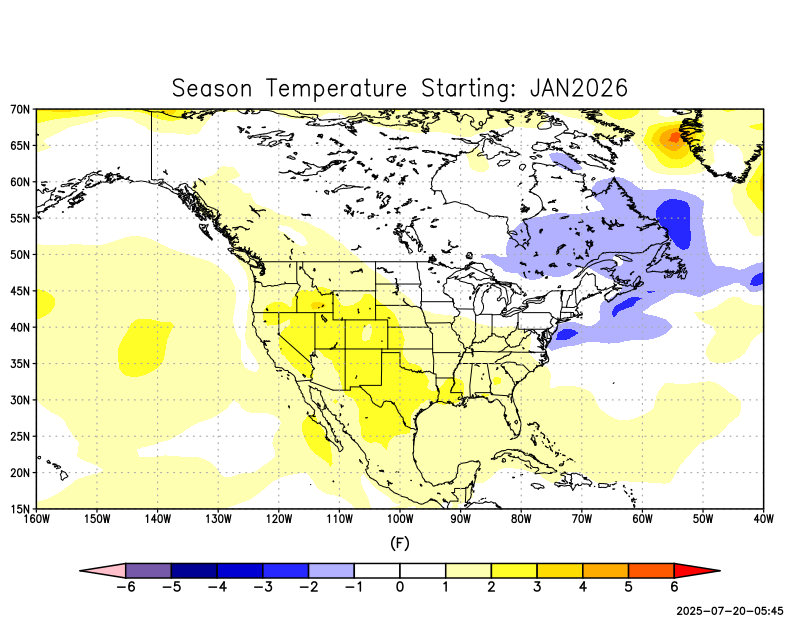 Season Temperature Starting: JAN2026
70N
65N
60N
55N
50N
45N
40N
35N
30N
25N
20N
15N
160W 150W 140W 130W 120W 110W 100W 90W 80W 70W 60W 50W 40W
(F)
−6 −5 −4 −3 −2 −1 0 1 2 3 4 5 6
2025-07-20-05:45